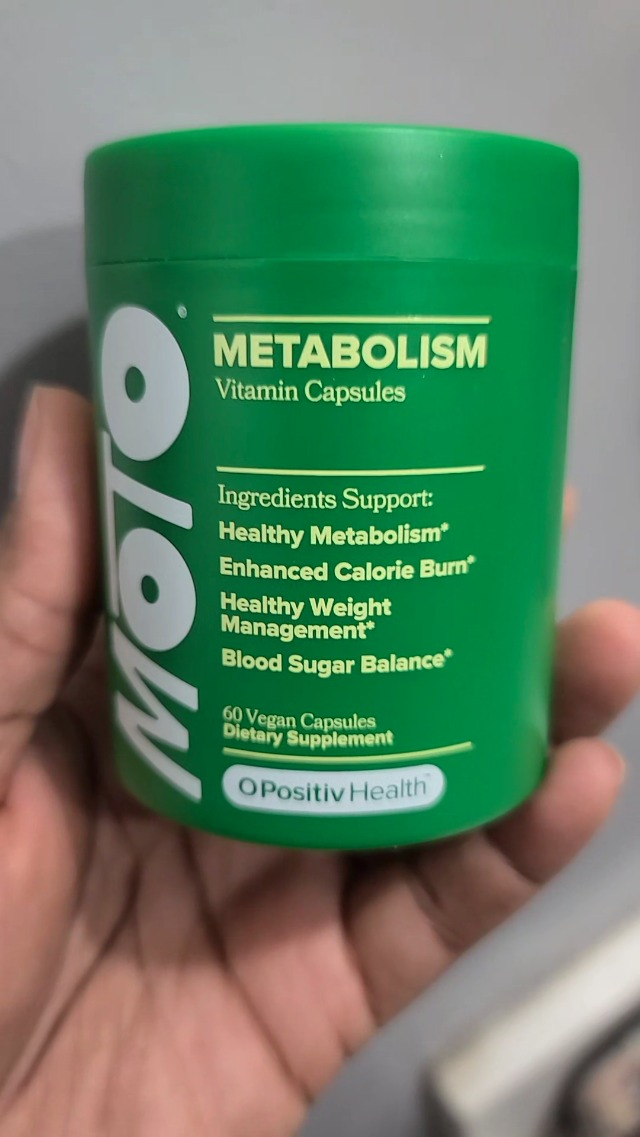 MOTO®
METABOLISM
Vitamin Capsules
Ingredients Support:
Healthy Metabolism*
Enhanced Calorie Burn*
Healthy Weight
Management*
Blood Sugar Balance*
60 Vegan Capsules
Dietary Supplement
OPositiv Health™